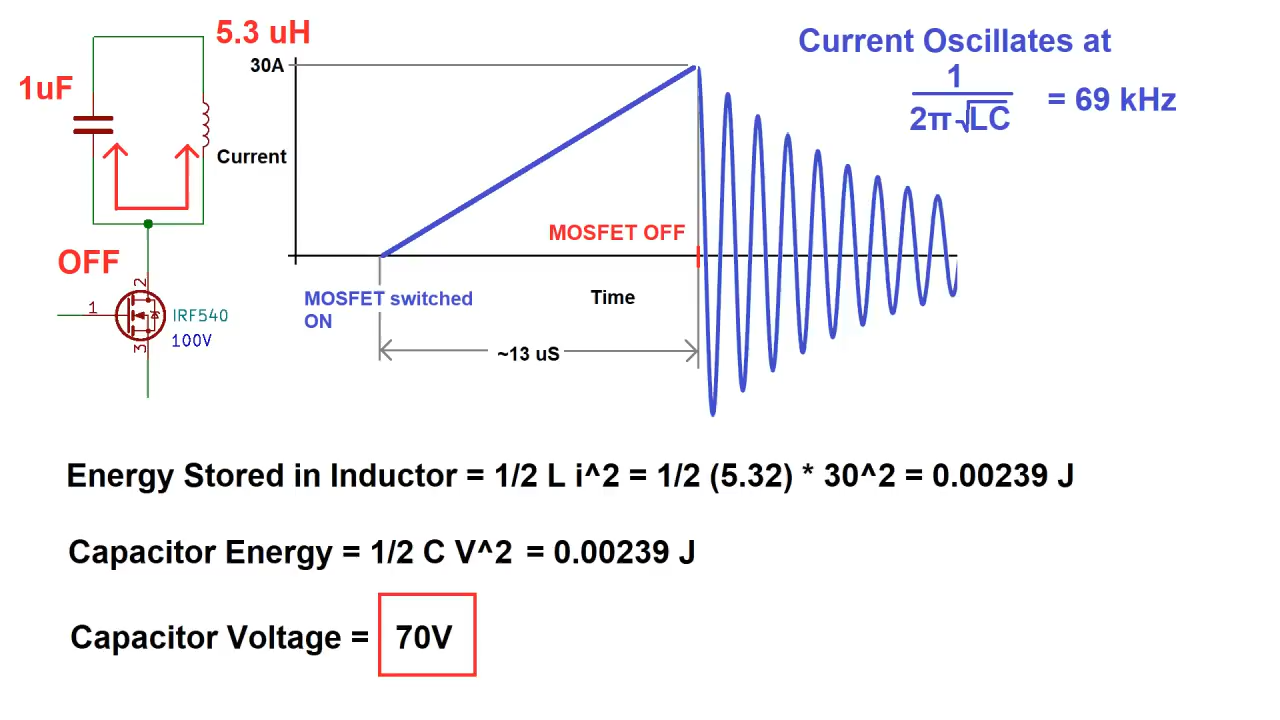 5.3 uH
1uF
30A
Current
Current Oscillates at
1
2π√LC
= 69 kHz
OFF
MOSFET OFF
MOSFET switched
ON
Time
~13 uS
1
2
3
IRF540
100V
Energy Stored in Inductor = 1/2 L i^2 = 1/2 (5.32) * 30^2 = 0.00239 J
Capacitor Energy = 1/2 C V^2 = 0.00239 J
Capacitor Voltage = 70V